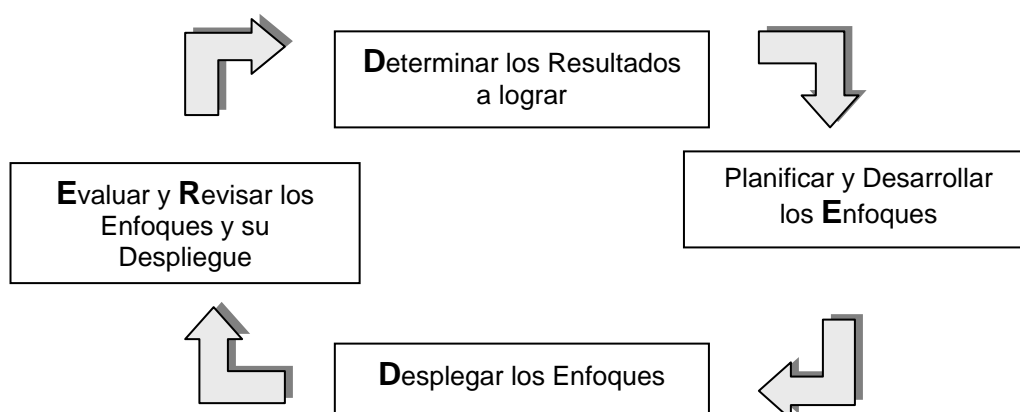 Determinar los Resultados
a lograr
Planificar y Desarrollar
los Enfoques
Evaluar y Revisar los
Enfoques y su
Despliegue
Desplegar los Enfoques